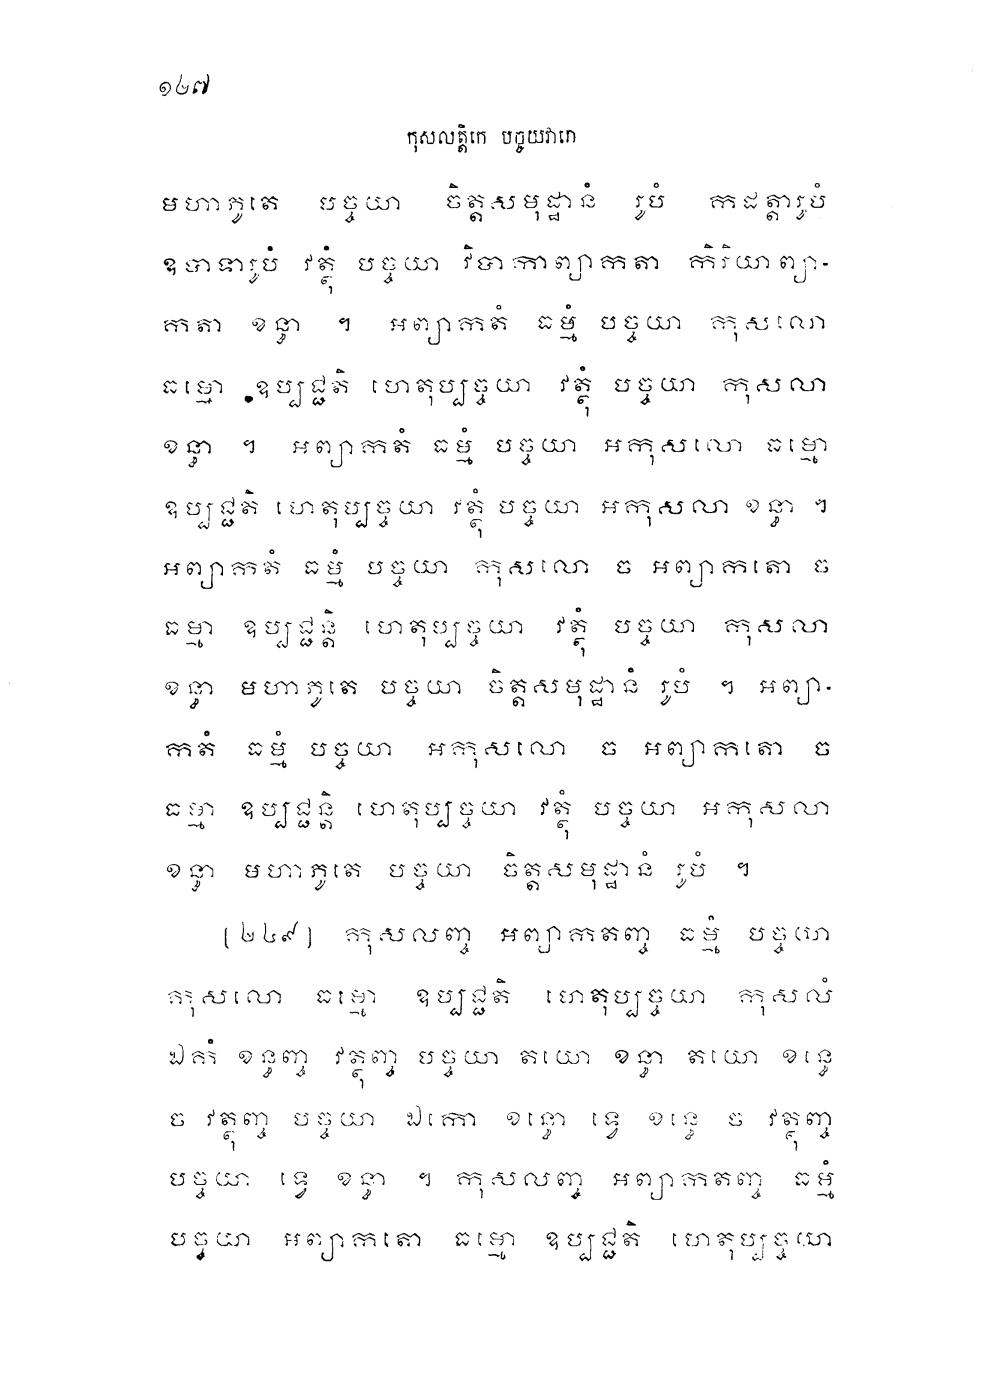 ១៤៧
កុសលត្តិកេ បច្ចយវារោ
មហាភូតេ បច្ចយា ចិត្តសមុដ្ឋានំ រូបំ កដត្តារូបំ
ឧបាទារូបំ វត្ថុំ បច្ចយា វិបាកាព្យាកតា កិរិយាព្យា-
កតា ខន្ធា ។ អព្យាកតំ ធម្មំ បច្ចយា កុសលោ
ធម្មោ ឧប្បជ្ជតិ ហេតុប្បច្ចយា វត្ថុំ បច្ចយា កុសលា
ខន្ធា ។ អព្យាកតំ ធម្មំ បច្ចយា អកុសលោ ធម្មោ
ឧប្បជ្ជតិ ហេតុប្បច្ចយា វត្ថុំ បច្ចយា អកុសលា ខន្ធា ។
អព្យាកតំ ធម្មំ បច្ចយា កុសលោ ច អព្យាកតោ ច
ធម្មា ឧប្បជ្ជន្តិ ហេតុប្បច្ចយា វត្ថុំ បច្ចយា កុសលា
ខន្ធា មហាភូតេ បច្ចយា ចិត្តសមុដ្ឋានំ រូបំ ។ អព្យា-
កតំ ធម្មំ បច្ចយា អកុសលោ ច អព្យាកតោ ច
ធម្មា ឧប្បជ្ជន្តិ ហេតុប្បច្ចយា វត្ថុំ បច្ចយា អកុសលា
ខន្ធា មហាភូតេ បច្ចយា ចិត្តសមុដ្ឋានំ រូបំ ។
[២៤៩] កុសលញ្ច អព្យាកតញ្ច ធម្មំ បច្ចយា
កុសលោ ធម្មោ ឧប្បជ្ជតិ ហេតុប្បច្ចយា កុសលំ
ឯកំ ខន្ធញ្ច វត្ថុញ្ច បច្ចយា តយោ ខន្ធា តយោ ខន្ធេ
ច វត្ថុញ្ច បច្ចយា ឯកោ ខន្ធោ ទ្វេ ខន្ធេ ច វត្ថុញ្ច
បច្ចយា ទ្វេ ខន្ធា ។ កុសលញ្ច អព្យាកតញ្ច ធម្មំ
បច្ចយា អព្យាកតោ ធម្មោ ឧប្បជ្ជតិ ហេតុប្បច្ចយា